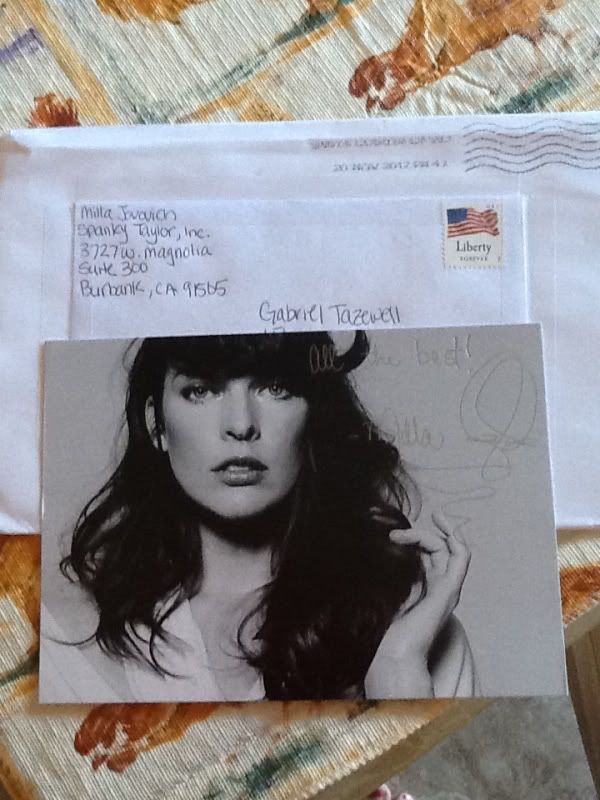 20 NOV 2012 PM 4 L
Milla Jovovich
Spanky Taylor, Inc.
3727 W. Magnolia
Suite 300
Burbank, CA 91505
Liberty
FOREVER
Gabriel Tazewell
All the best!
Milla